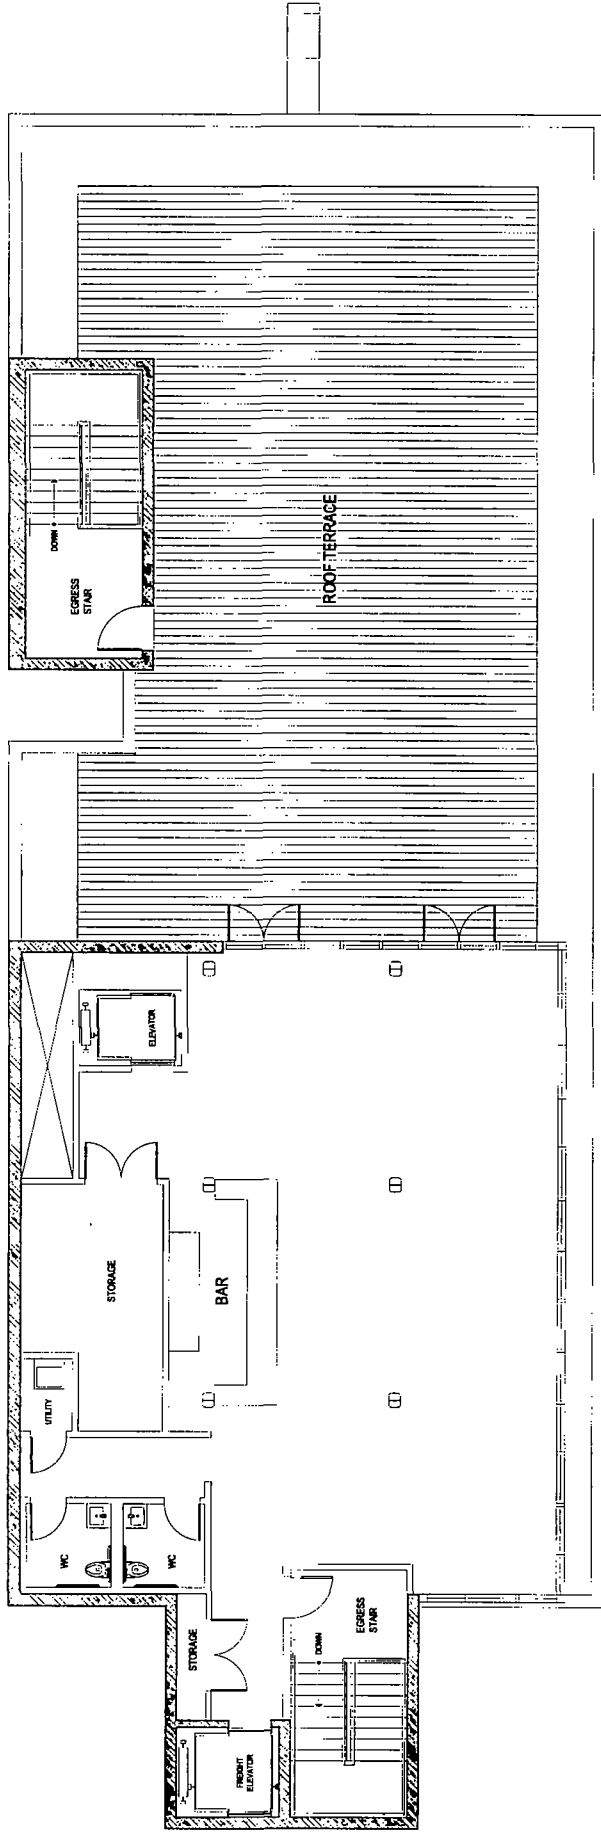 DOWN
EGRESS
STAIR
ROOF TERRACE
ELEVATOR
STORAGE
BAR
UTILITY
WC
WC
STORAGE
EGRESS
STAIR
DOWN
FREIGHT
ELEVATOR